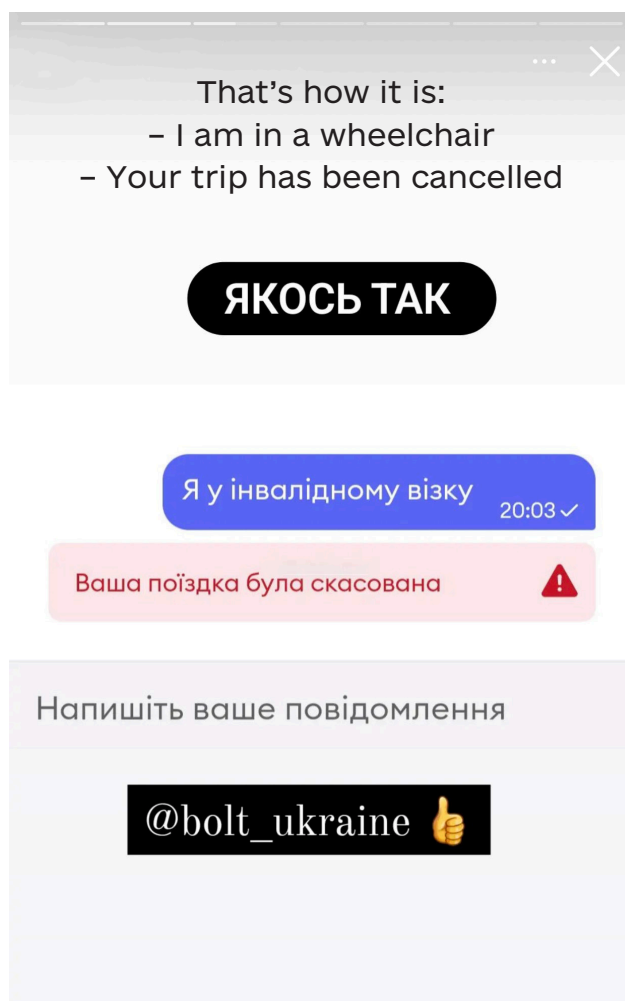 That’s how it is:
– I am in a wheelchair
– Your trip has been cancelled
ЯКОСЬ ТАК
Я у інвалідному візку
20:03
Ваша поїздка була скасована
Напишіть ваше повідомлення
@bolt_ukraine 👍